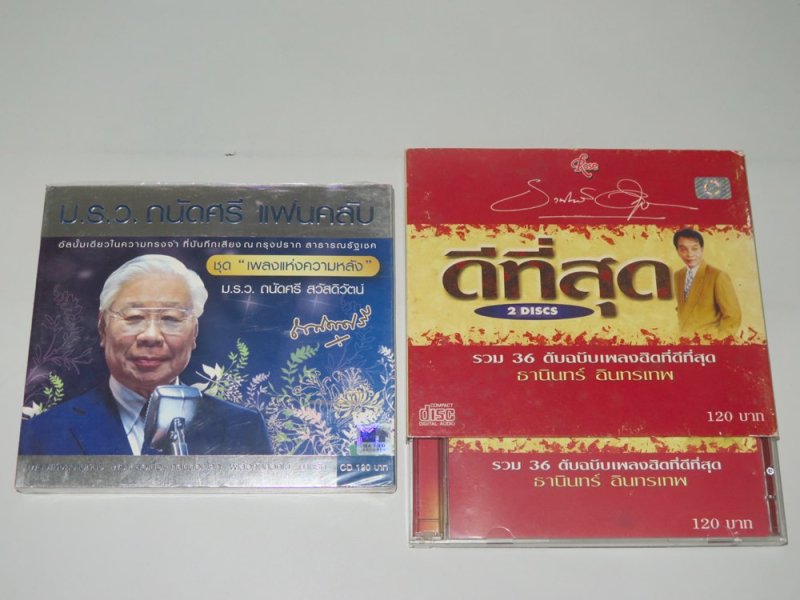 ม.ร.ว. ถนัดศรี แฟนคลับ
อัลบั้มเดียวในความทรงจำ ที่บันทึกเสียง ณ กรุงปราก สาธารณรัฐเชค
ชุด "เพลงแห่งความหลัง"
ม.ร.ว. ถนัดศรี สวัสดิวัตน์
CD 190 บาท
Rose
ดีที่สุด
2 DISCS
รวม 36 ต้นฉบับเพลงฮิตที่ดีที่สุด
ธานินทร์ อินทรเทพ
COMPACT
disc
DIGITAL AUDIO
120 บาท
รวม 36 ต้นฉบับเพลงฮิตที่ดีที่สุด
ธานินทร์ อินทรเทพ
120 บาท